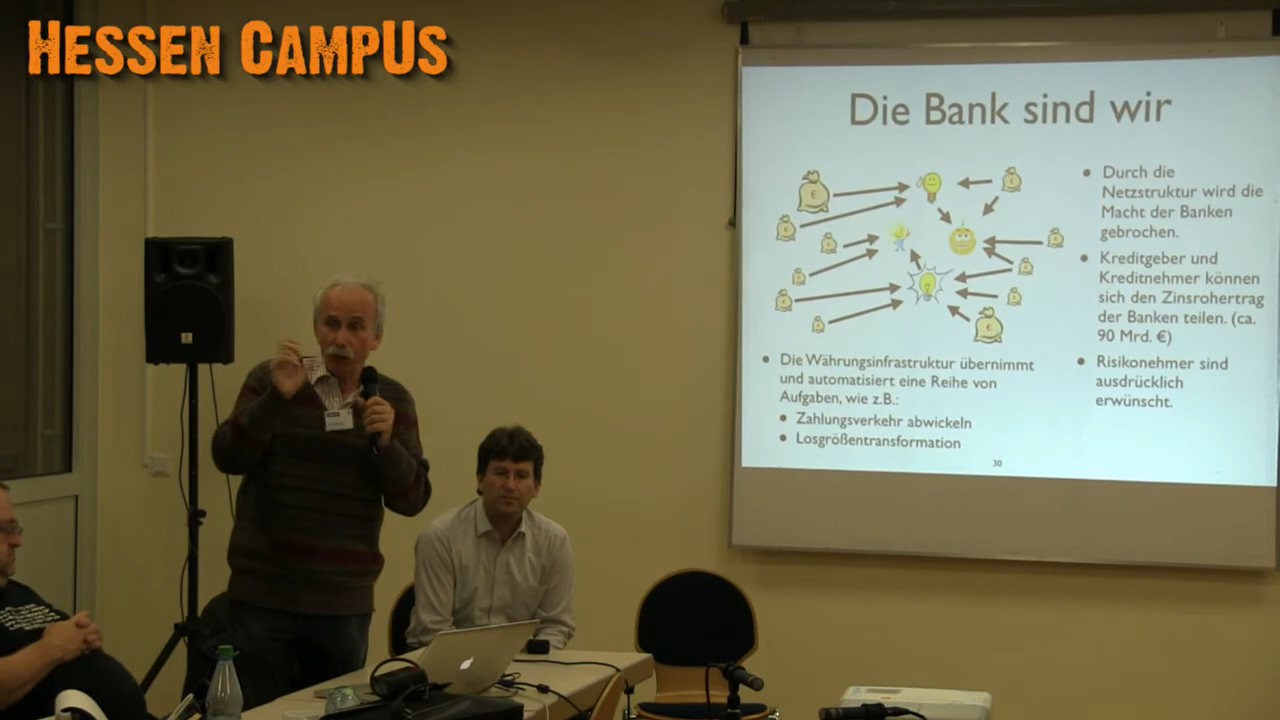 HESSEN CAMPUS
Die Bank sind wir
Durch die
Netzstruktur wird die
Macht der Banken
gebrochen.
Kreditgeber und
Kreditnehmer können
sich den Zinsrohertrag
der Banken teilen. (ca.
90 Mrd. €)
Risikonehmer sind
ausdrücklich
erwünscht.
Die Währungsinfrastruktur übernimmt
und automatisiert eine Reihe von
Aufgaben, wie z.B.:
Zahlungsverkehr abwickeln
Losgrößentransformation
30